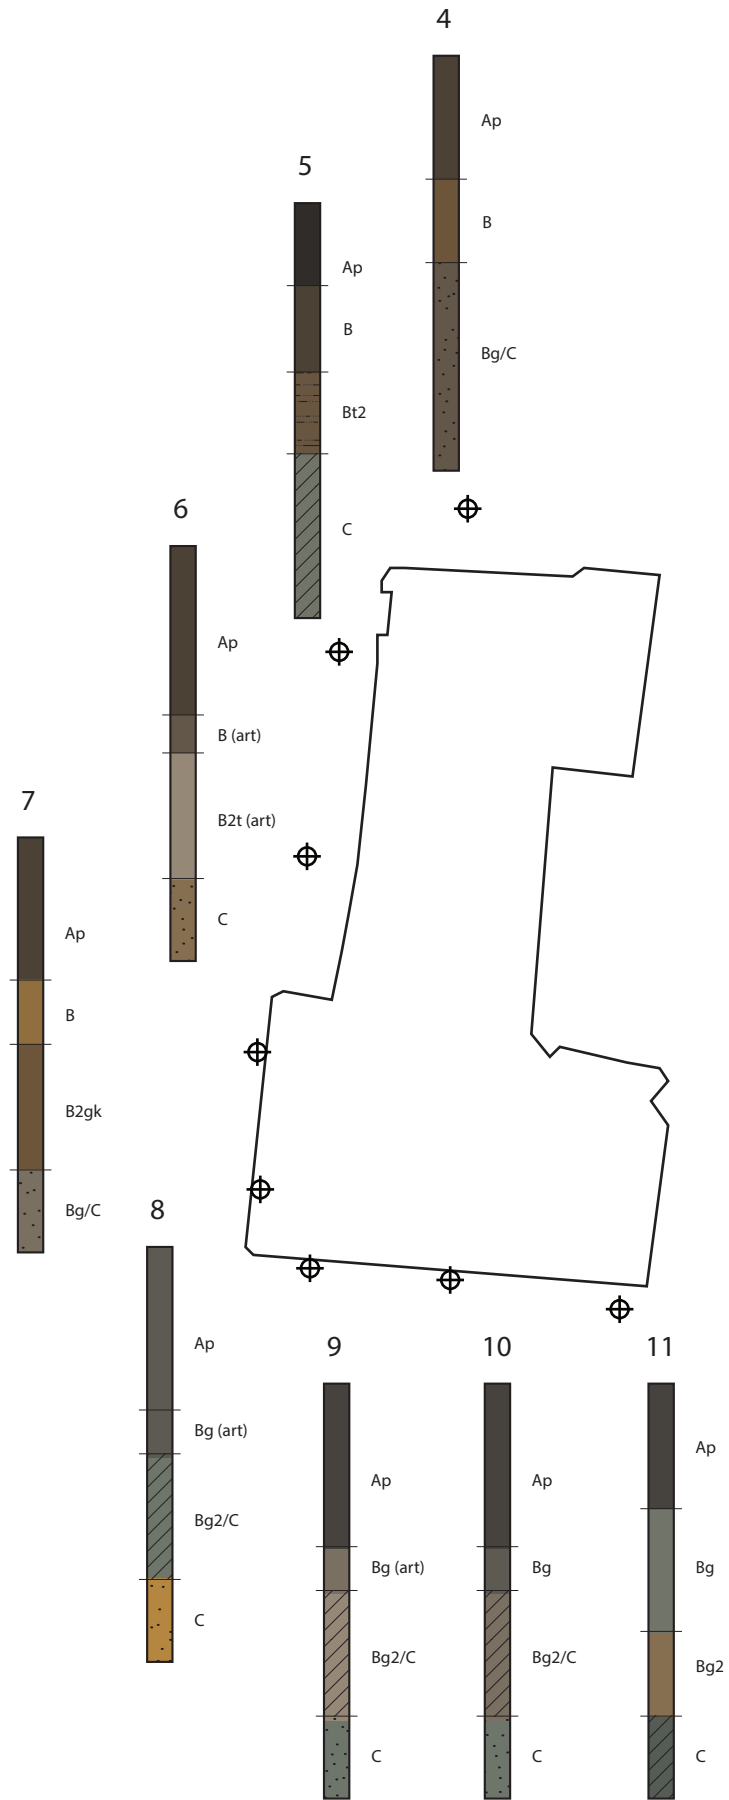 4
Ap
B
Bg/C
5
Ap
B
Bt2
C
6
Ap
B (art)
B2t (art)
C
7
Ap
B
B2gk
Bg/C
8
Ap
Bg (art)
Bg2/C
C
9
Ap
Bg (art)
Bg2/C
C
10
Ap
Bg
Bg2/C
C
11
Ap
Bg
Bg2
C